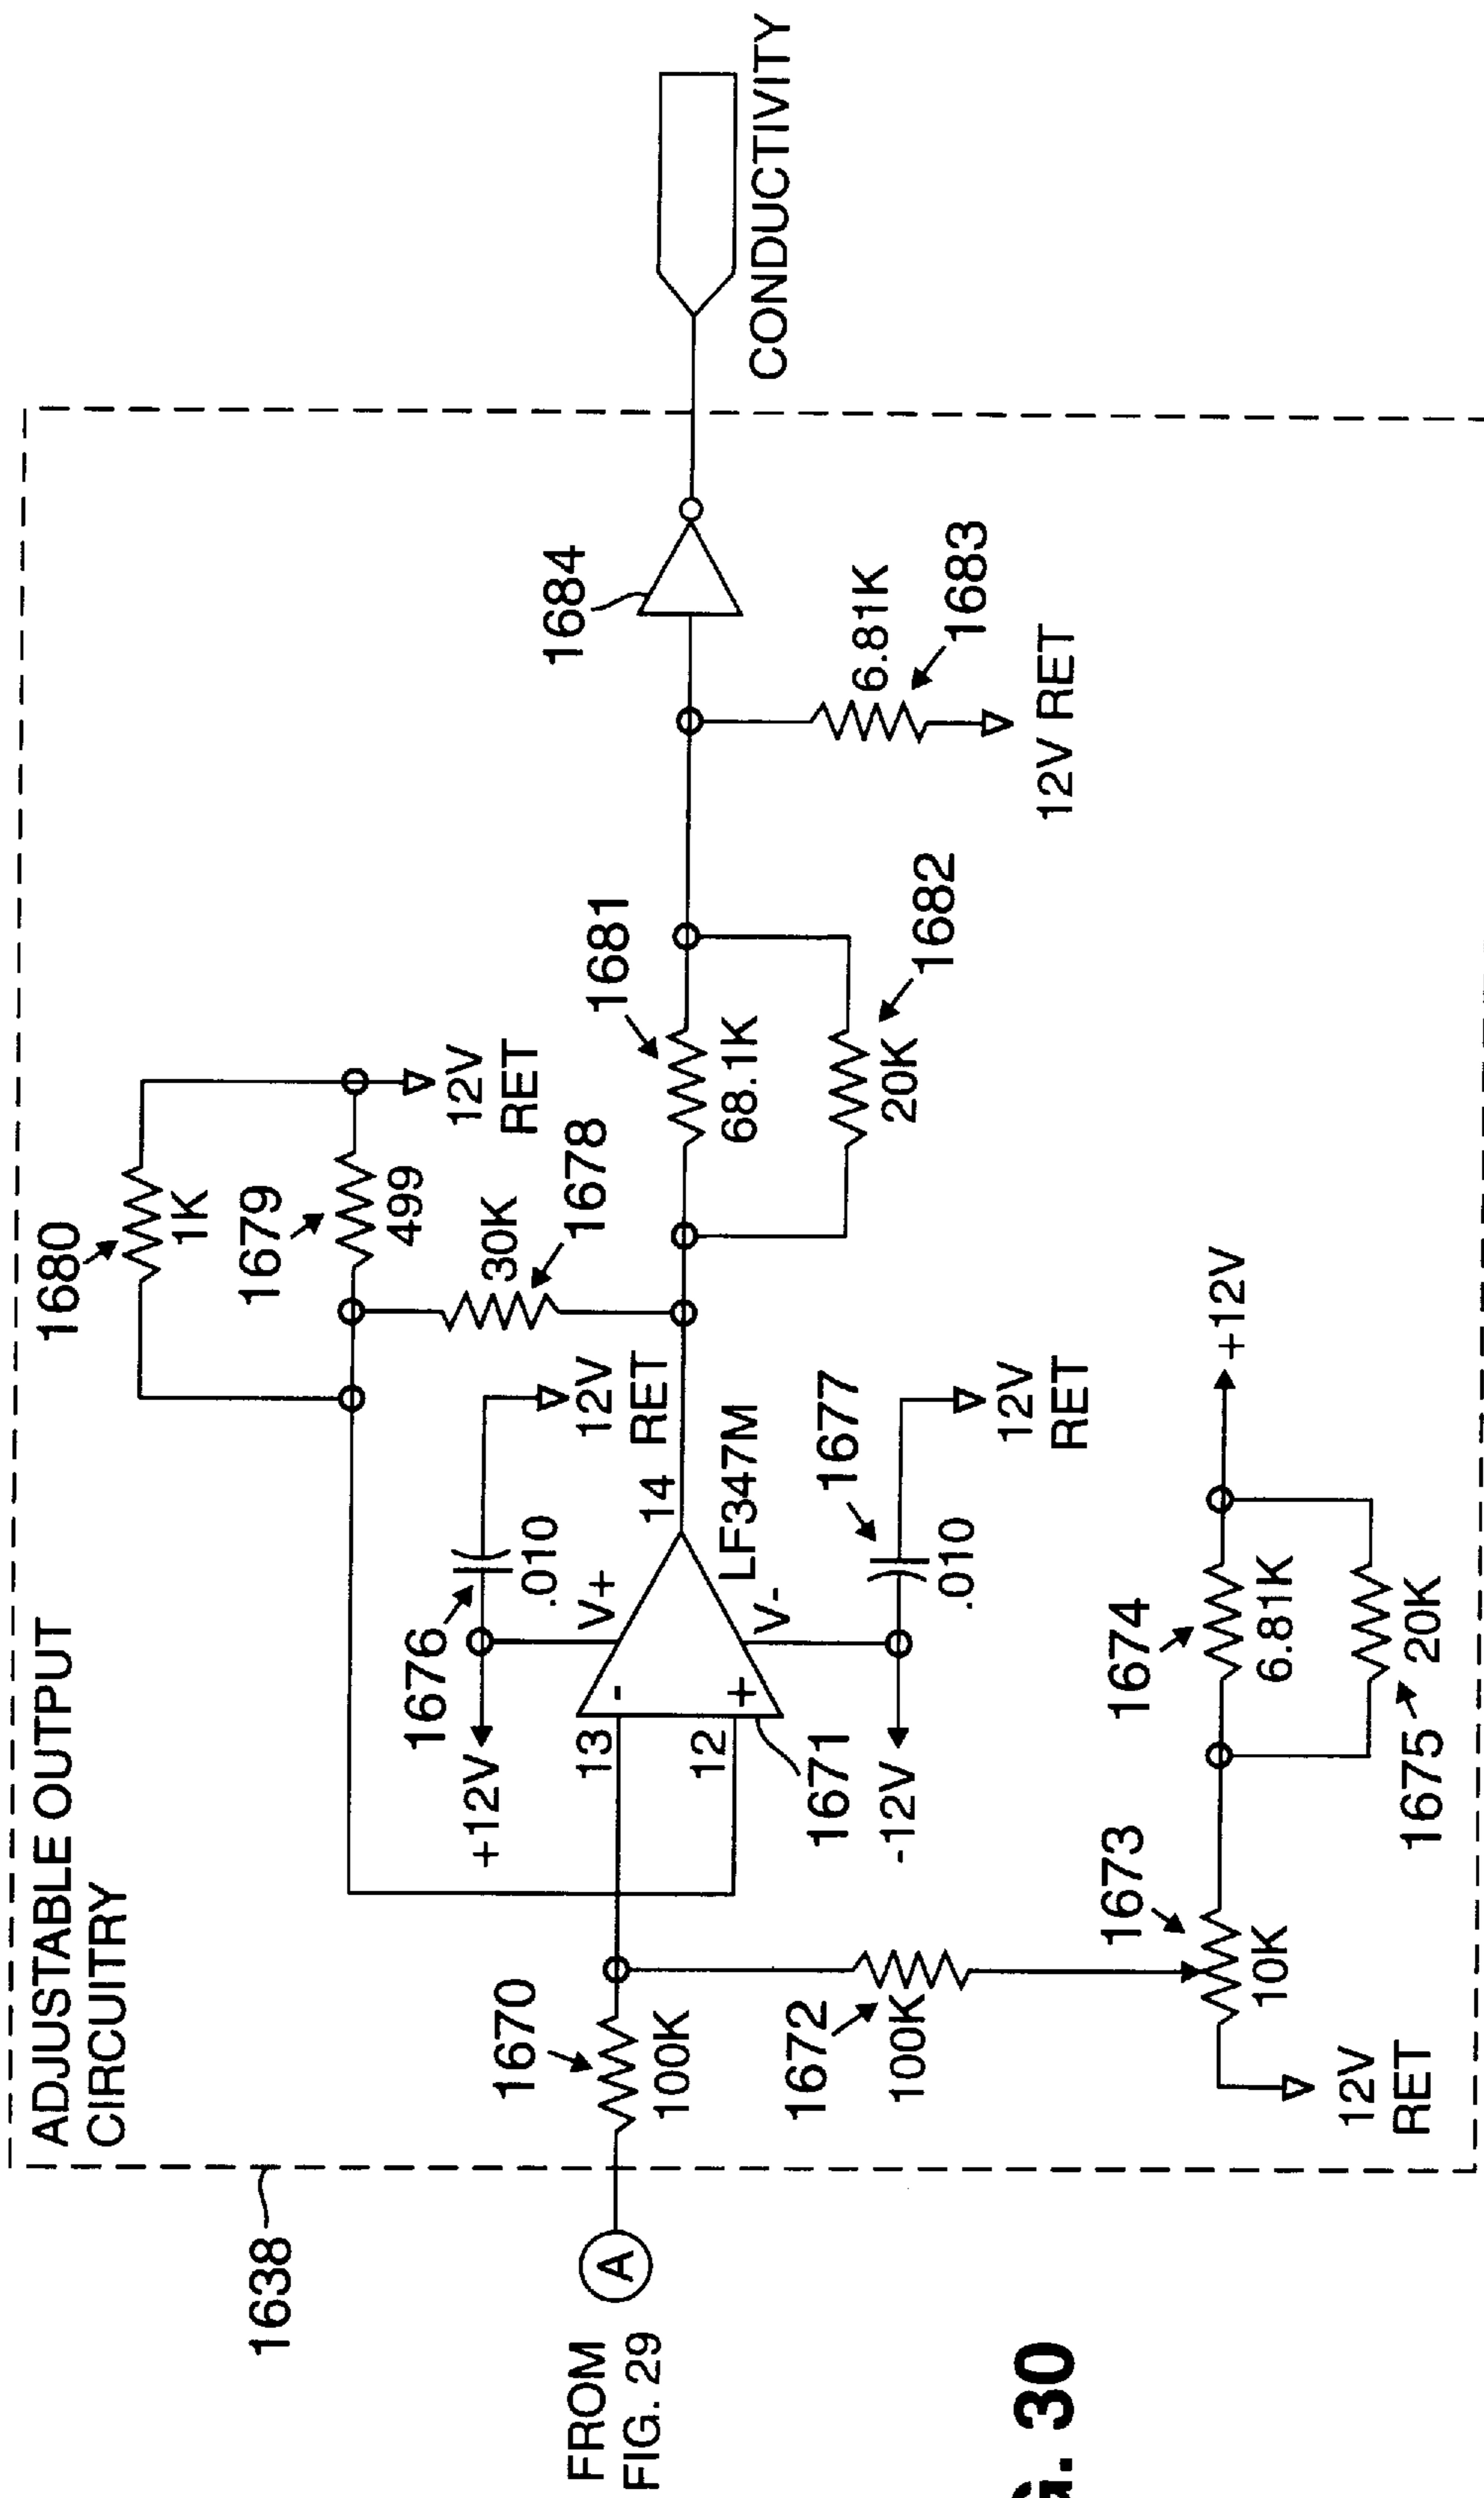 ADJUSTABLE OUTPUT
CIRCUITRY
1638
1680
1K
1679
499
12V
RET
30K
1678
1676
+12V
.010
12V
RET
V+
13
-
14
12
+
LF347M
V-
1671
-12V
1677
.010
12V
RET
1681
68.1K
20K
1682
1684
6.81K
1683
12V RET
CONDUCTIVITY
FROM
FIG. 29
A
1670
100K
1672
100K
1673
10K
12V
RET
1674
6.81K
1675
20K
+12V
G. 30